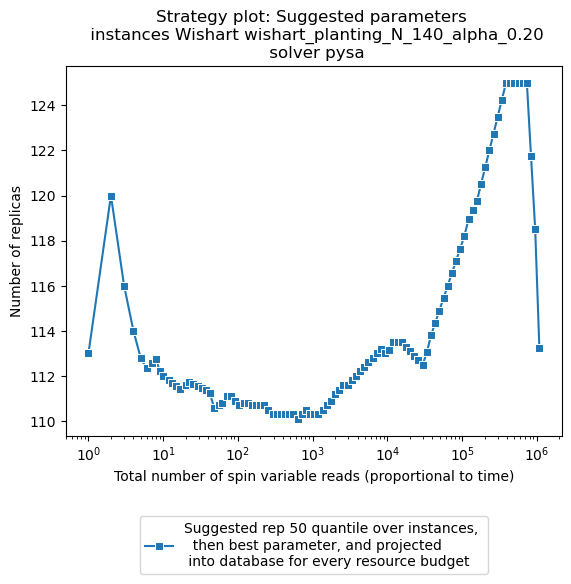 Strategy plot: Suggested parameters
instances Wishart wishart_planting_N_140_alpha_0.20
solver pysa
Number of replicas
124
122
120
118
116
114
112
110
10^0
10^1
10^2
10^3
10^4
10^5
10^6
Total number of spin variable reads (proportional to time)
Suggested rep 50 quantile over instances,
then best parameter, and projected
into database for every resource budget